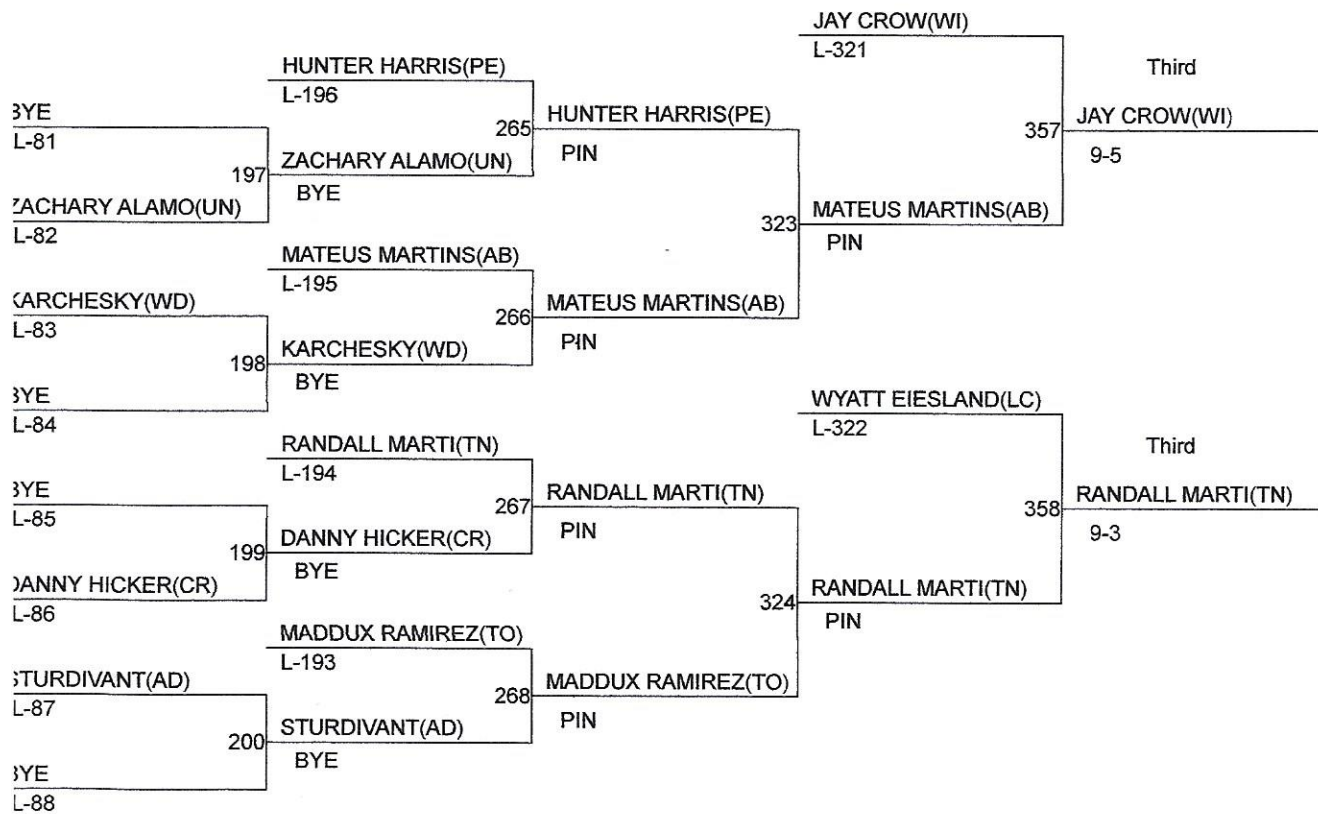 JAY CROW(WI)
L-321
HUNTER HARRIS(PE)
L-196
Third
BYE
L-81
265
HUNTER HARRIS(PE)
PIN
357
JAY CROW(WI)
9-5
197
ZACHARY ALAMO(UN)
BYE
ZACHARY ALAMO(UN)
L-82
323
MATEUS MARTINS(AB)
PIN
MATEUS MARTINS(AB)
L-195
KARCHESKY(WD)
L-83
266
MATEUS MARTINS(AB)
PIN
198
KARCHESKY(WD)
BYE
BYE
L-84
WYATT EIESLAND(LC)
L-322
RANDALL MARTI(TN)
L-194
Third
BYE
L-85
267
RANDALL MARTI(TN)
PIN
358
RANDALL MARTI(TN)
9-3
199
DANNY HICKER(CR)
BYE
DANNY HICKER(CR)
L-86
324
RANDALL MARTI(TN)
PIN
MADDUX RAMIREZ(TO)
L-193
STURDIVANT(AD)
L-87
268
MADDUX RAMIREZ(TO)
PIN
200
STURDIVANT(AD)
BYE
BYE
L-88